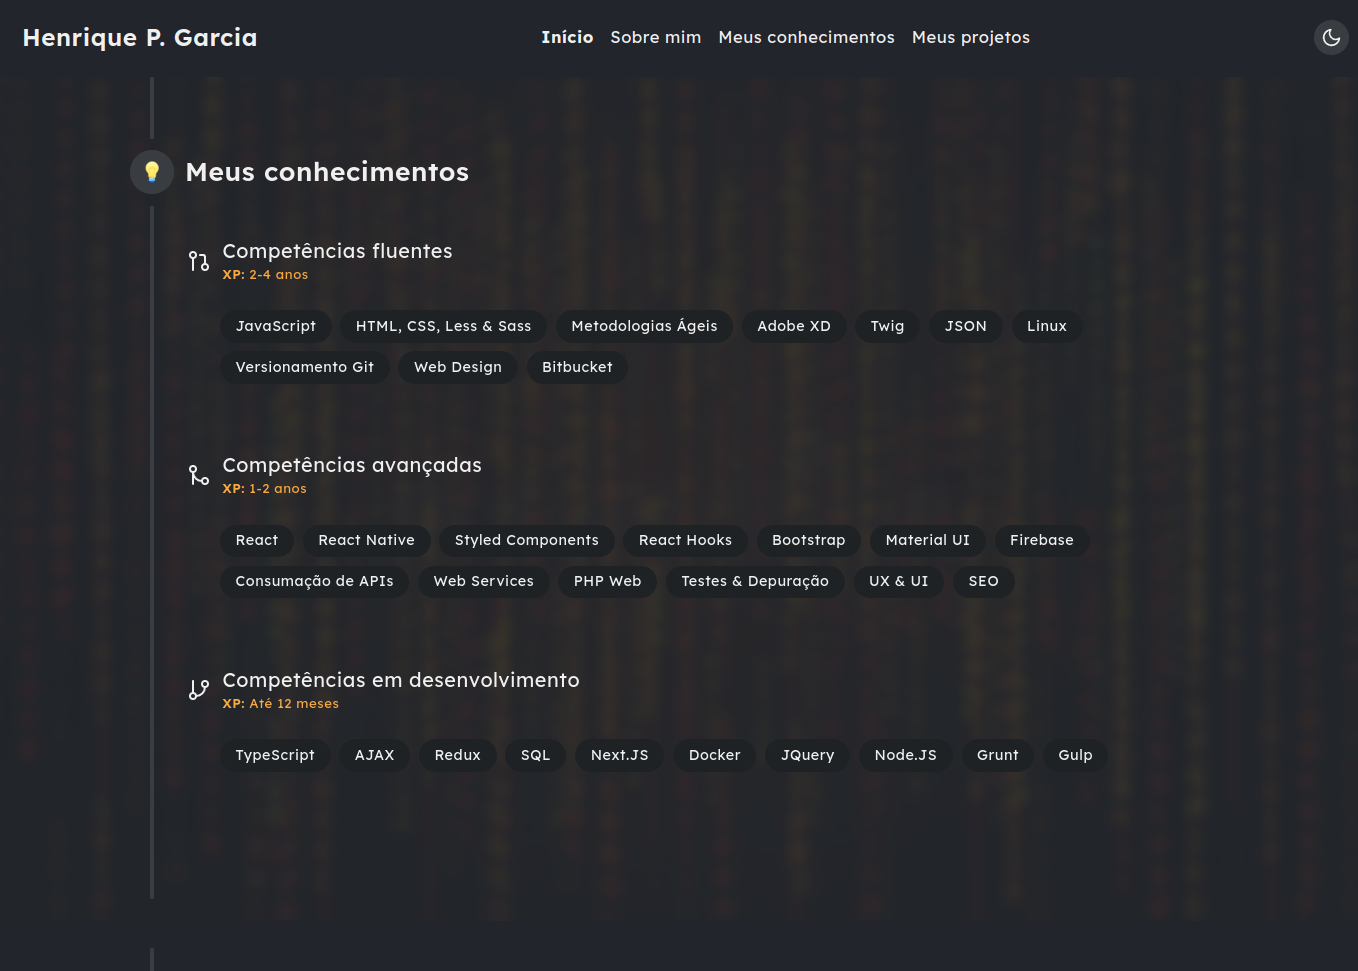 Henrique P. Garcia
Início Sobre mim Meus conhecimentos Meus projetos
Meus conhecimentos
Competências fluentes
XP: 2-4 anos
JavaScript HTML, CSS, Less & Sass Metodologias Ágeis Adobe XD Twig JSON Linux
Versionamento Git Web Design Bitbucket
Competências avançadas
XP: 1-2 anos
React React Native Styled Components React Hooks Bootstrap Material UI Firebase
Consumação de APIs Web Services PHP Web Testes & Depuração UX & UI SEO
Competências em desenvolvimento
XP: Até 12 meses
TypeScript AJAX Redux SQL Next.JS Docker JQuery Node.JS Grunt Gulp